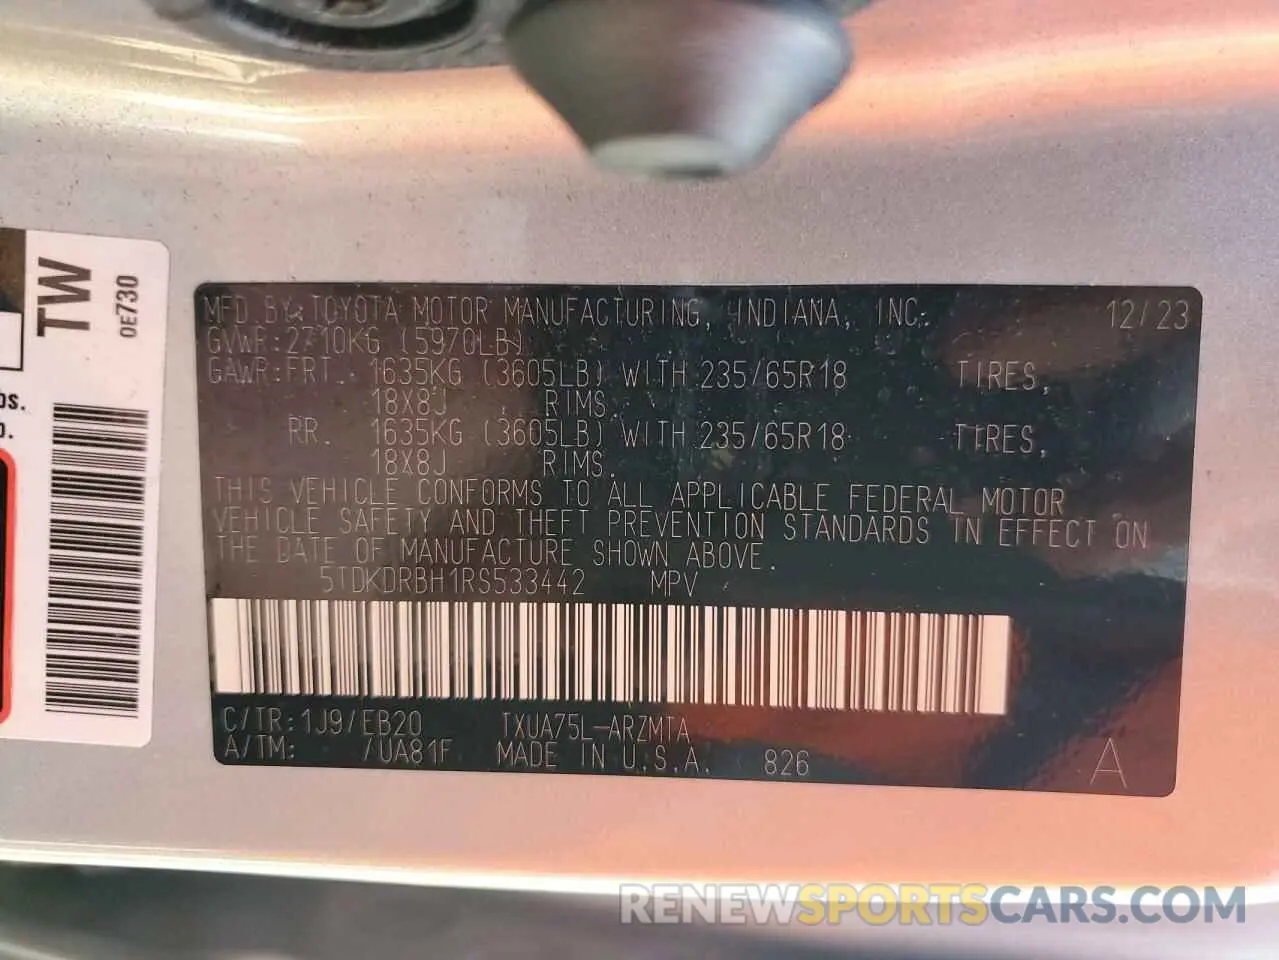 TW
0E730
MFD BY: TOYOTA MOTOR MANUFACTURING, INDIANA, INC. 12/23
GVWR: 2710KG (5970LB)
GAWR: FRT. 1635KG (3605LB) WITH 235/65R18 TIRES,
18X8J RIMS.
RR. 1635KG (3605LB) WITH 235/65R18 TIRES,
18X8J RIMS.
THIS VEHICLE CONFORMS TO ALL APPLICABLE FEDERAL MOTOR
VEHICLE SAFETY AND THEFT PREVENTION STANDARDS IN EFFECT ON
THE DATE OF MANUFACTURE SHOWN ABOVE.
5TDKDRBH1RS533442 MPV
C/TR: 1J9/EB20 TXUA75L-ARZMTA
A/TM: /UA81F MADE IN U.S.A. 826 A
RENEWSPORTSCARS.COM